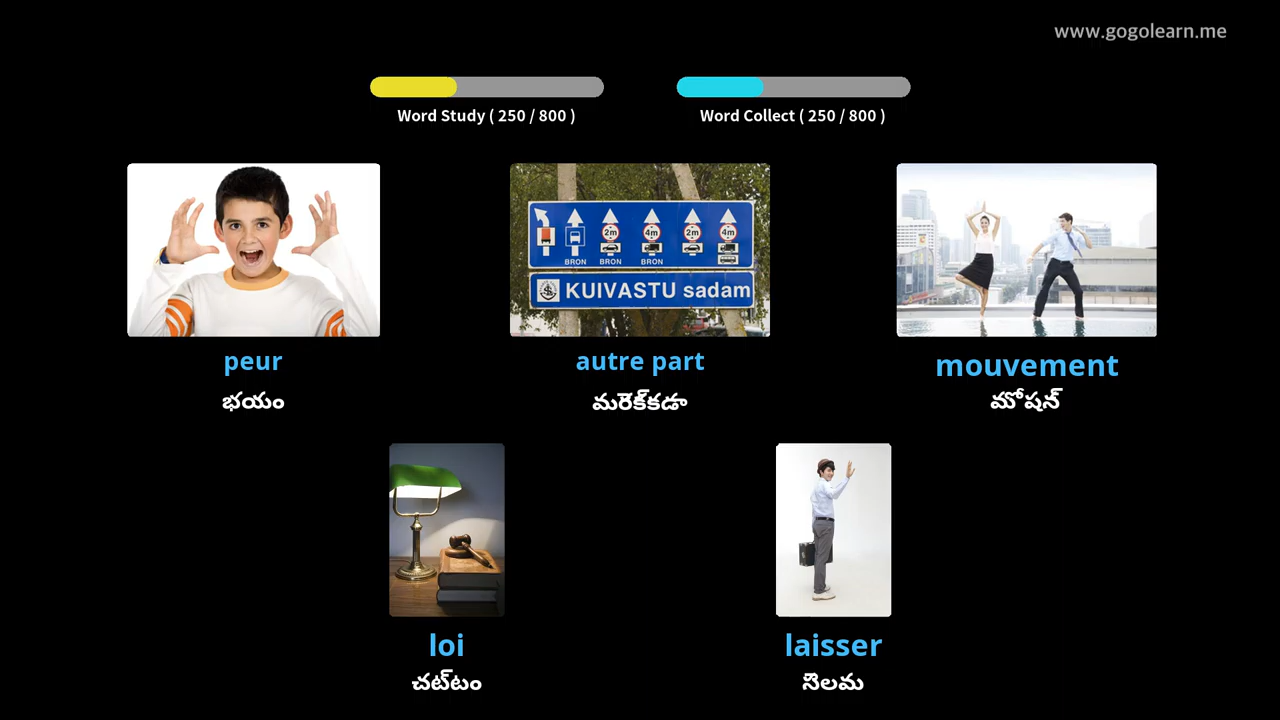 www.gogolearn.me
Word Study ( 250 / 800 )
Word Collect ( 250 / 800 )
BRON BRON BRON
KUIVASTU sadam
2m 4m 2m 4m
peur
autre part
mouvement
భయం
మరెక్కడా
మోషన్
loi
laisser
చట్టం
సెలమ